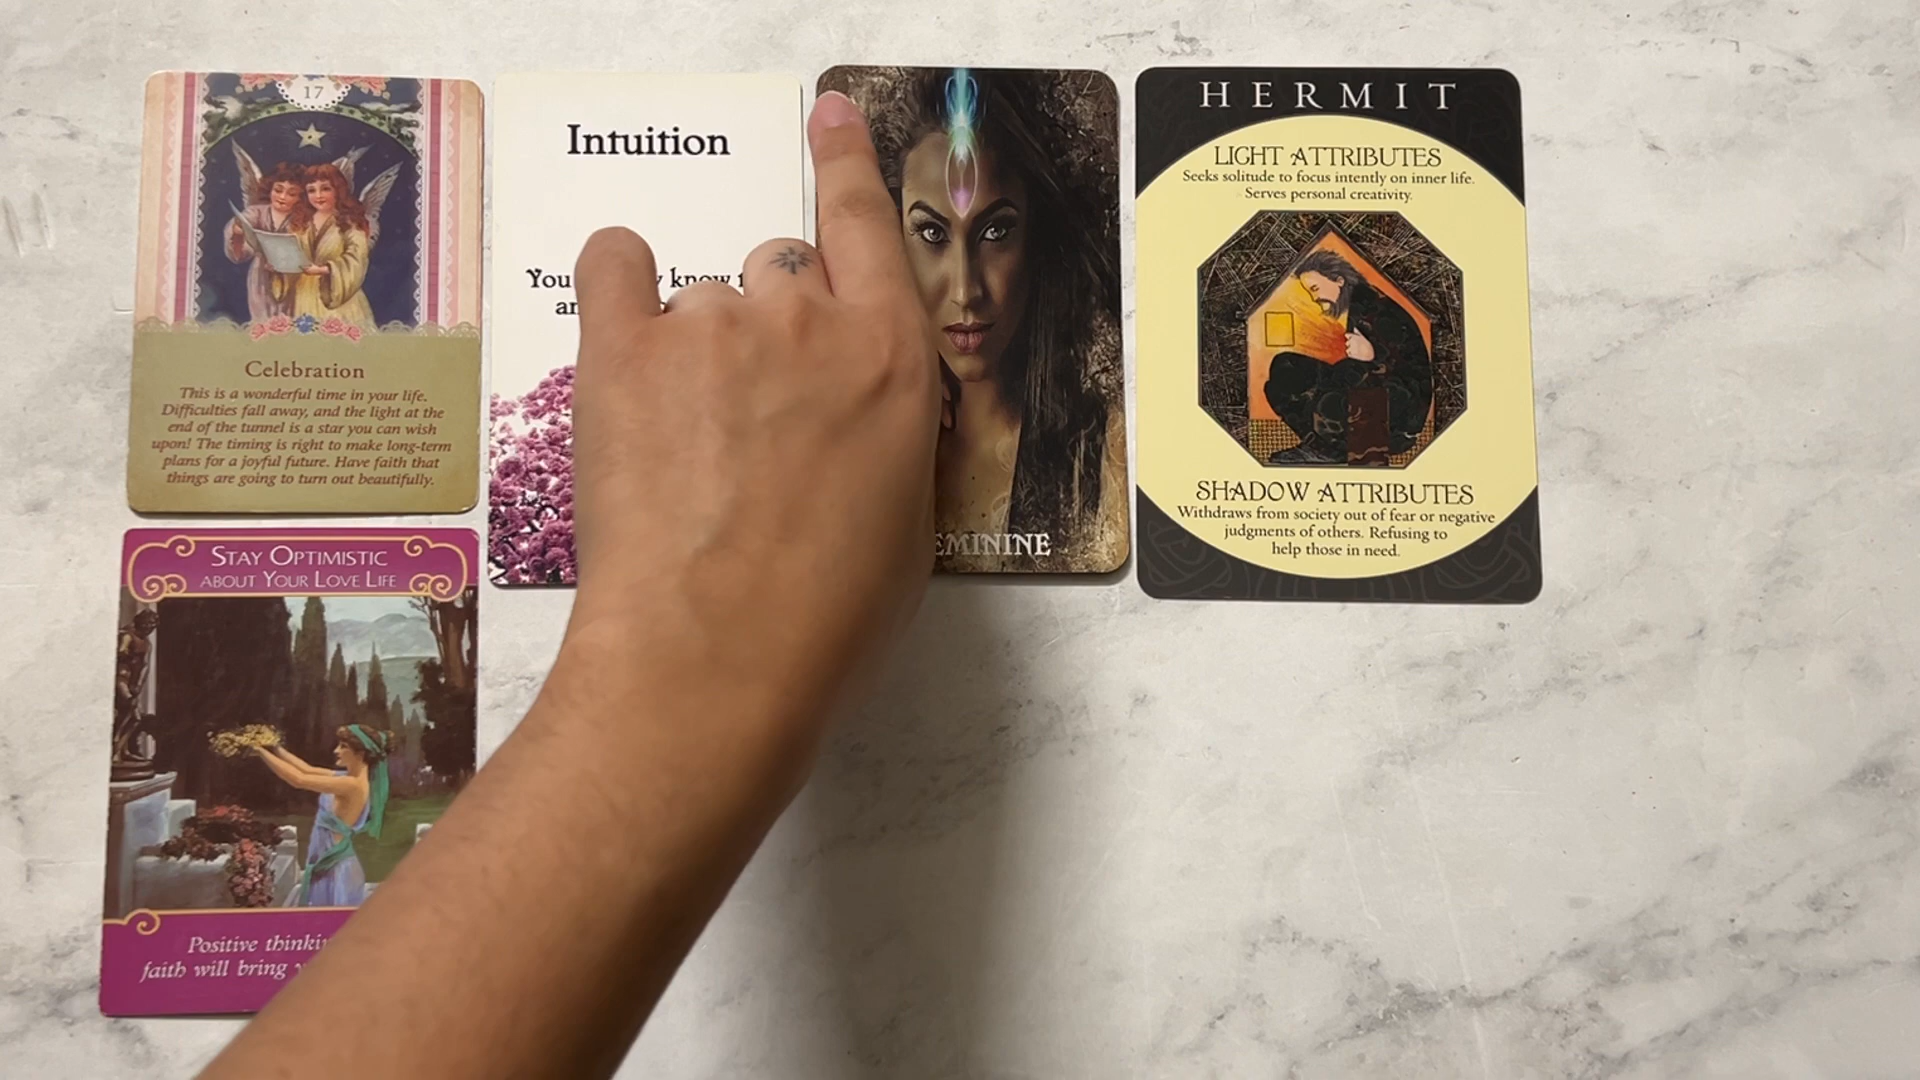 17
Celebration
This is a wonderful time in your life.
Difficulties fall away, and the light at the
end of the tunnel is a star you can wish
upon! The timing is right to make long-term
plans for a joyful future. Have faith that
things are going to turn out beautifully.
STAY OPTIMISTIC
ABOUT YOUR LOVE LIFE
Positive
faith will bring
Intuition
You know
HERMIT
LIGHT ATTRIBUTES
Seeks solitude to focus intently on inner life.
Serves personal creativity.
SHADOW ATTRIBUTES
Withdraws from society out of fear or negative
judgments of others. Refusing to
help those in need.